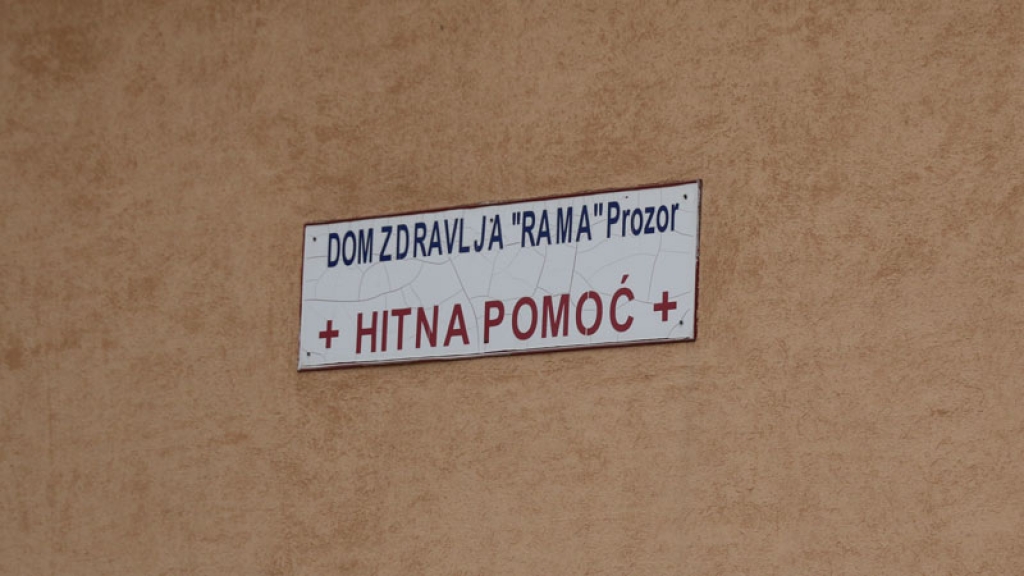 DOM ZDRAVLJA "RAMA" Prozor
+ HITNA POMOĆ +